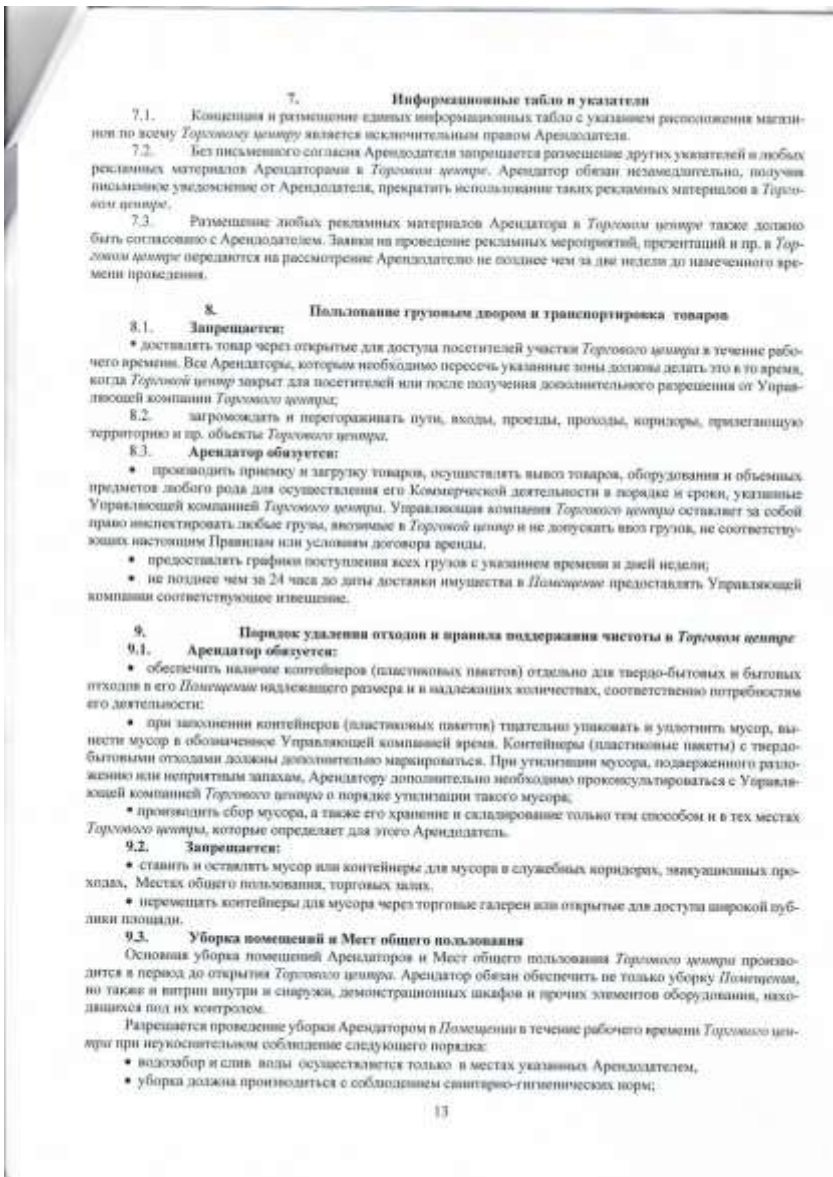 7. Информационные табло и указатели
7.1. Концепция и размещение единых информационных табло с указанием расположения магази-
нов по всему Торговому центру является исключительным правом Арендодателя.
7.2. Без письменного согласия Арендодателя запрещается размещение других указателей и любых
рекламных материалов Арендаторами в Торговом центре. Арендатор обязан незамедлительно, получив
письменное уведомление от Арендодателя, прекратить использование таких рекламных материалов в Торго-
вом центре.
7.3. Размещение любых рекламных материалов Арендатора в Торговом центре также должно
быть согласовано с Арендодателем. Заявки на проведение рекламных мероприятий, презентаций и пр. в Тор-
говом центре передаются на рассмотрение Арендодателю не позднее чем за две недели до намеченного вре-
мени проведения.
8. Пользование грузовым двором и транспортировка товаров
8.1. Запрещается:
• доставлять товар через открытые для доступа посетителей участки Торгового центра в течение рабо-
чего времени. Все Арендаторы, которым необходимо пересечь указанные зоны должны делать это в то время,
когда Торговый центр закрыт для посетителей или после получения дополнительного разрешения от Управ-
ляющей компании Торгового центра;
8.2. загромождать и перегораживать пути, входы, проезды, проходы, коридоры, прилегающую
территорию и пр. объекты Торгового центра.
8.3. Арендатор обязуется:
• производить приемку и загрузку товаров, осуществлять вывоз товаров, оборудования и объемных
предметов любого рода для осуществления его Коммерческой деятельности в порядке и сроки, указанные
Управляющей компанией Торгового центра. Управляющая компания Торгового центра оставляет за собой
право инспектировать любые грузы, ввозимые в Торговой центр и не допускать ввоз грузов, не соответству-
ющих настоящим Правилам или условиям договора аренды.
• предоставлять графики поступления всех грузов с указанием времени и дней недели;
• не позднее чем за 24 часа до даты доставки имущества в Помещение предоставлять Управляющей
компании соответствующее извещение.
9. Порядок удаления отходов и правила поддержания чистоты в Торговом центре
9.1. Арендатор обязуется:
• обеспечить наличие контейнеров (пластиковых пакетов) отдельно для твердо-бытовых и бытовых
отходов в его Помещении надлежащего размера и в надлежащих количествах, соответственно потребностям
его деятельности:
• при заполнении контейнеров (пластиковых пакетов) тщательно упаковать и уплотнить мусор, вы-
нести мусор в обозначенное Управляющей компанией время. Контейнеры (пластиковые пакеты) с твердо-
бытовыми отходами должны дополнительно маркироваться. При утилизации мусора, подверженного разло-
жению или неприятным запахам, Арендатору дополнительно необходимо проконсультироваться с Управля-
ющей компанией Торгового центра о порядке утилизации такого мусора;
• производить сбор мусора, а также его хранение и складирование только тем способом и в тех местах
Торгового центра, которые определяет для этого Арендодатель.
9.2. Запрещается:
• ставить и оставлять мусор или контейнеры для мусора в служебных коридорах, эвакуационных про-
ходах, Местах общего пользования, торговых залах.
• перемещать контейнеры для мусора через торговые галереи или открытые для доступа широкой пуб-
лики площади.
9.3. Уборка помещений и Мест общего пользования
Основная уборка помещений Арендаторов и Мест общего пользования Торгового центра произво-
дится в период до открытия Торгового центра. Арендатор обязан обеспечить не только уборку Помещения,
но также и витрин внутри и снаружи, демонстрационных шкафов и прочих элементов оборудования, нахо-
дящихся под их контролем.
Разрешается проведение уборки Арендатором в Помещении в течение рабочего времени Торгового цен-
тра при неукоснительном соблюдение следующего порядка:
• водозабор и слив воды осуществляется только в местах указанных Арендодателем,
• уборка должна производиться с соблюдением санитарно-гигиенических норм;
13